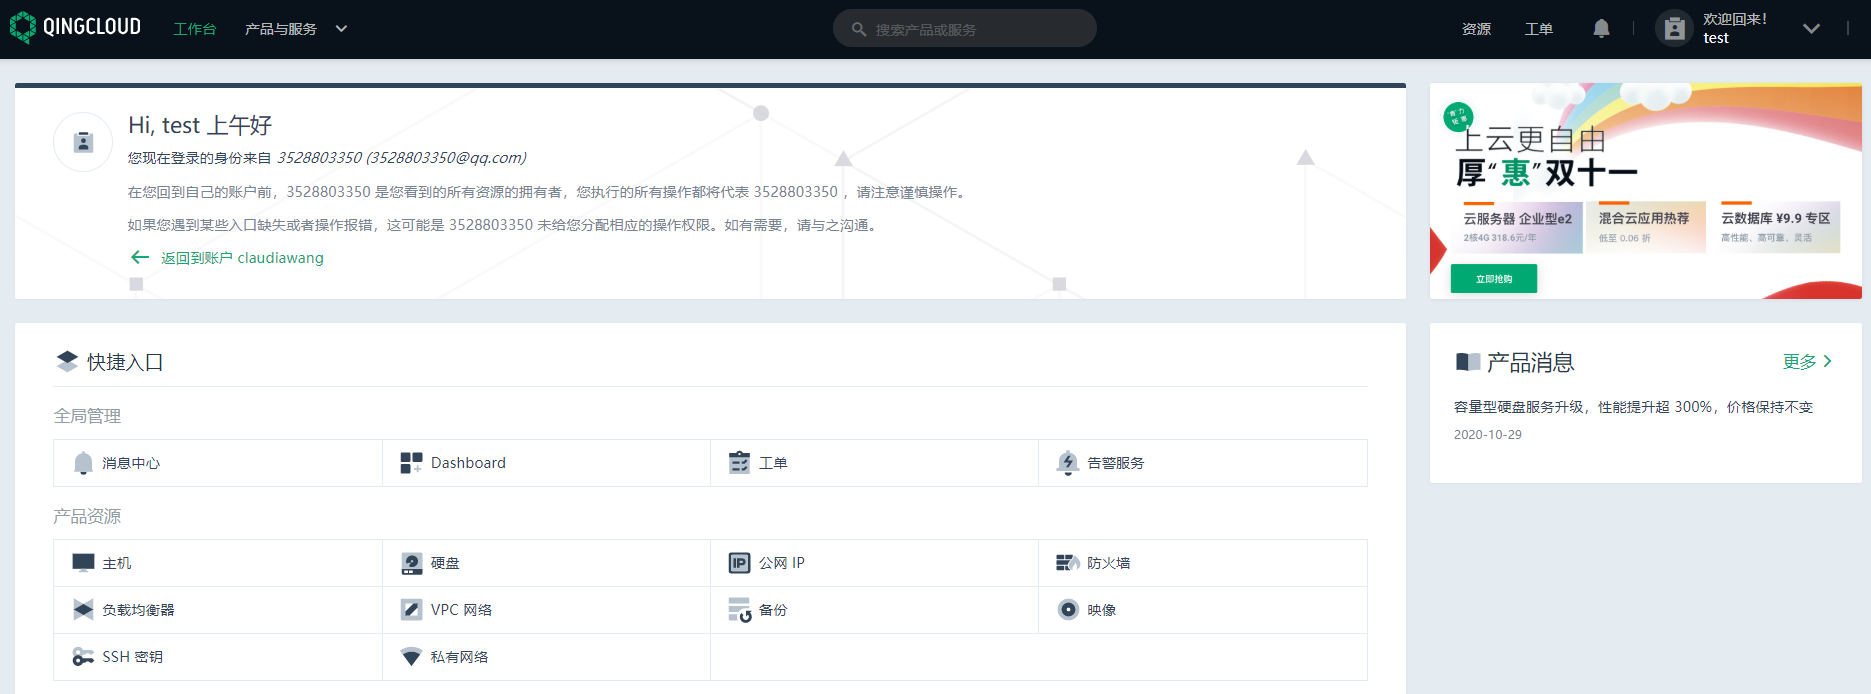 QINGCLOUD
工作台
产品与服务
搜索产品或服务
资源
工单
欢迎回来!
test
Hi, test 上午好
您现在登录的身份来自 3528803350 (3528803350@qq.com)
在您回到自己的账户前，3528803350 是您看到的所有资源的拥有者，您执行的所有操作都将代表 3528803350 ，请注意谨慎操作。
如果您遇到某些入口缺失或者操作报错，这可能是 3528803350 未给您分配相应的操作权限。如有需要，请与之沟通。
返回到账户 claudiawang
青力
钜惠
上云更自由
厚“惠”双十一
云服务器 企业型e2
2核4G 318.6元/年
混合云应用热荐
低至 0.06 折
云数据库 ¥9.9 专区
高性能、高可靠、灵活
立即抢购
快捷入口
全局管理
消息中心
Dashboard
工单
告警服务
产品资源
主机
硬盘
IP
公网 IP
防火墙
负载均衡器
VPC 网络
备份
映像
SSH 密钥
私有网络
产品消息
更多
容量型硬盘服务升级，性能提升超 300%，价格保持不变
2020-10-29